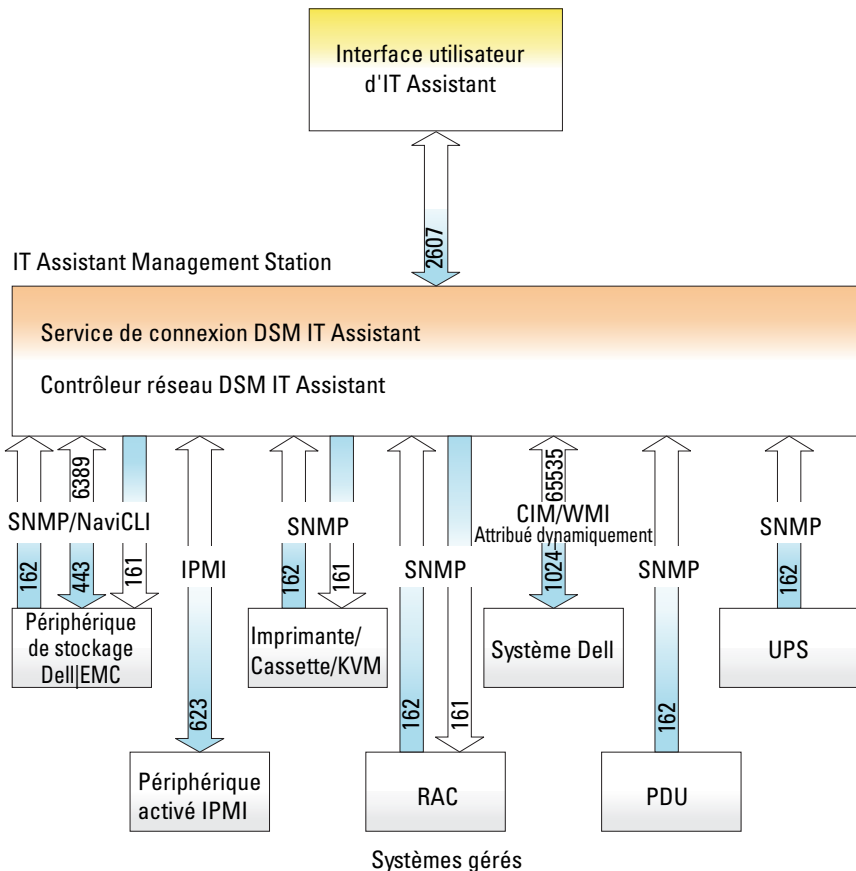 Interface utilisateur
d'IT Assistant
2607
IT Assistant Management Station
Service de connexion DSM IT Assistant
Contrôleur réseau DSM IT Assistant
6389
65535
SNMP/NaviCLI
IPMI
SNMP
SNMP
CIM/WMI
Attribué dynamiquement
SNMP
SNMP
162
443
161
162
161
1024-
162
Périphérique
de stockage
Dell|EMC
Imprimante/
Cassette/KVM
Système Dell
UPS
623
162
161
162
Périphérique
activé IPMI
RAC
PDU
Systèmes gérés